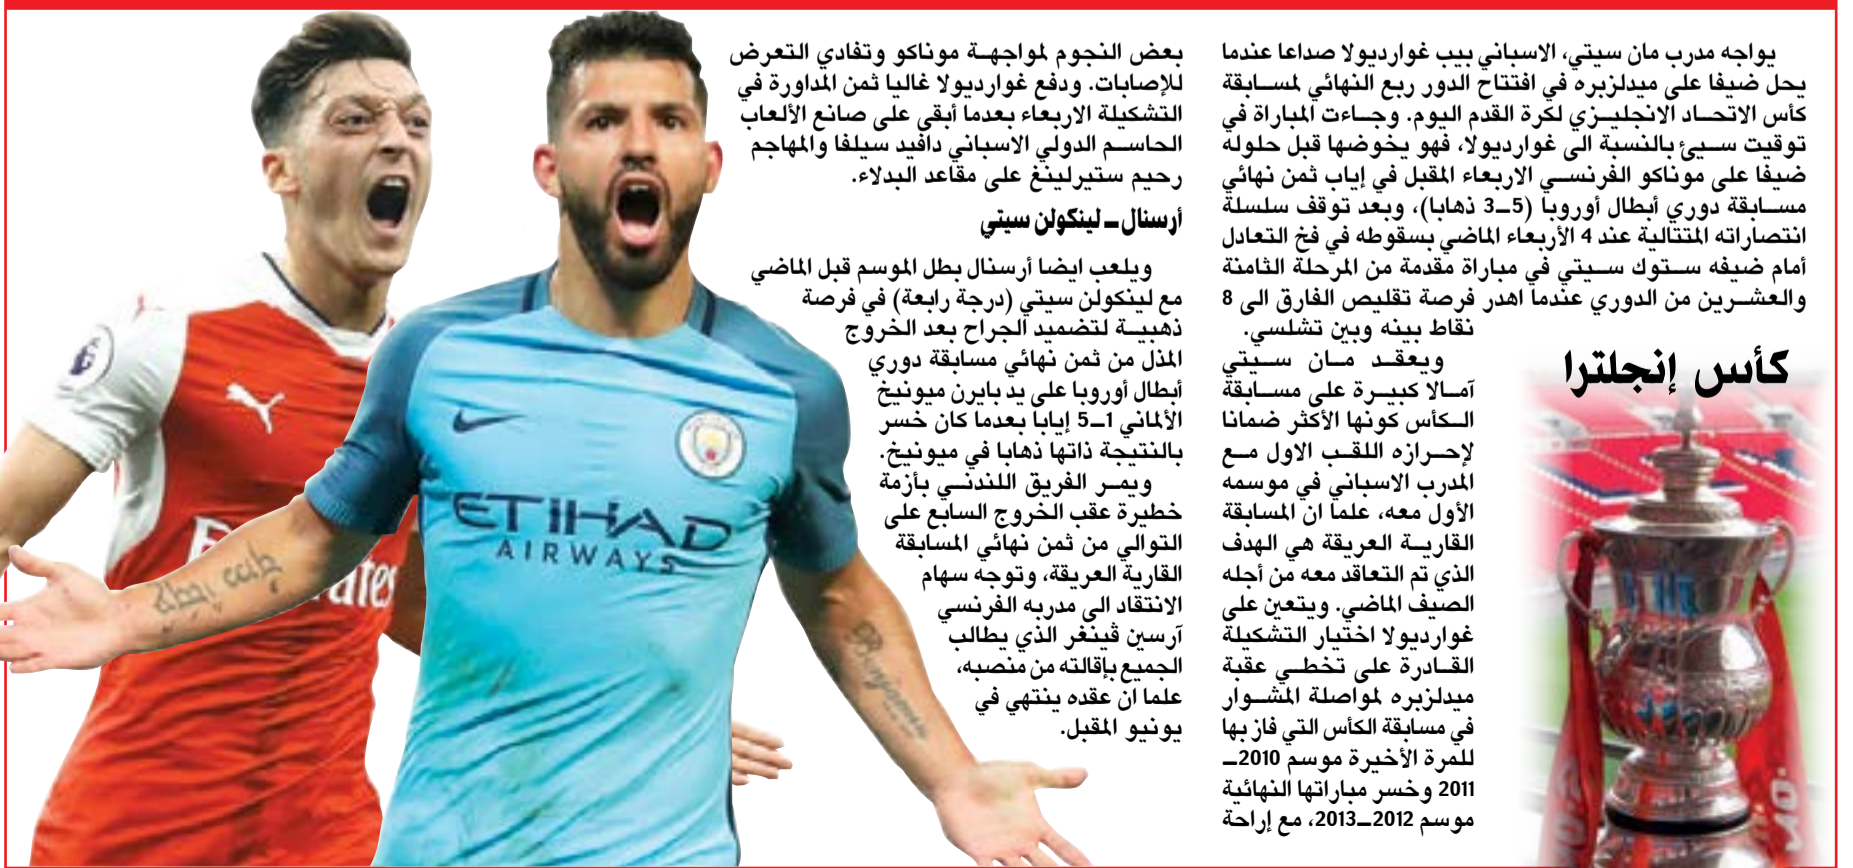 يواجه مدرب مان سيتي، الاسباني بيب غوارديولا صداعا عندما
يحل ضيفا على ميدلزبره في افتتاح الدور ربع النهائي لمسابقة
كأس الاتحاد الانجليزي لكرة القدم اليوم. وجاءت المباراة في
توقيت سيئ بالنسبة الى غوارديولا، فهو يخوضها قبل حلوله
ضيفا على موناكو الفرنسي الاربعاء المقبل في إياب ثمن نهائي
مسابقة دوري أبطال أوروبا (5-3 ذهابا)، وبعد توقف سلسلة
انتصاراته المتتالية عند 4 الأربعاء الماضي بسقوطه في فخ التعادل
أمام ضيفه ستوك سيتي في مباراة مقدمة من المرحلة الثامنة
والعشرين من الدوري عندما اهدر فرصة تقليص الفارق الى 8
نقاط بينه وبين تشلسي.
كأس إنجلترا
ويعقد مان سيتي
آمالا كبيرة على مسابقة
الكأس كونها الأكثر ضمانا
لإحرازه اللقب الاول مع
المدرب الاسباني في موسمه
الأول معه، علما ان المسابقة
القارية العريقة هي الهدف
الذي تم التعاقد معه من أجله
الصيف الماضي. ويتعين على
غوارديولا اختيار التشكيلة
القادرة على تخطي عقبة
ميدلزبره لمواصلة المشوار
في مسابقة الكأس التي فاز بها
للمرة الأخيرة موسم 2010-
2011 وخسر مباراتها النهائية
موسم 2012-2013، مع إراحة
بعض النجوم لمواجهة موناكو وتفادي التعرض
للإصابات. ودفع غوارديولا غاليا ثمن المداورة في
التشكيلة الاربعاء بعدما أبقى على صانع الألعاب
الحاسم الدولي الاسباني دافيد سيلفا والمهاجم
رحيم ستيرلينغ على مقاعد البدلاء.
أرسنال - لينكولن سيتي
ويلعب ايضا أرسنال بطل الموسم قبل الماضي
مع لينكولن سيتي (درجة رابعة) في فرصة
ذهبية لتضميد الجراح بعد الخروج
المذل من ثمن نهائي مسابقة دوري
أبطال أوروبا على يد بايرن ميونيخ
الألماني 1-5 إيابا بعدما كان خسر
بالنتيجة ذاتها ذهابا في ميونيخ.
ويمر الفريق اللندني بأزمة
خطيرة عقب الخروج السابع على
التوالي من ثمن نهائي المسابقة
القارية العريقة، وتوجه سهام
الانتقاد الى مدربه الفرنسي
آرسين ڤينغر الذي يطالب
الجميع بإقالته من منصبه،
علما ان عقده ينتهي في
يونيو المقبل.
ETIHAD
AIRWAYS